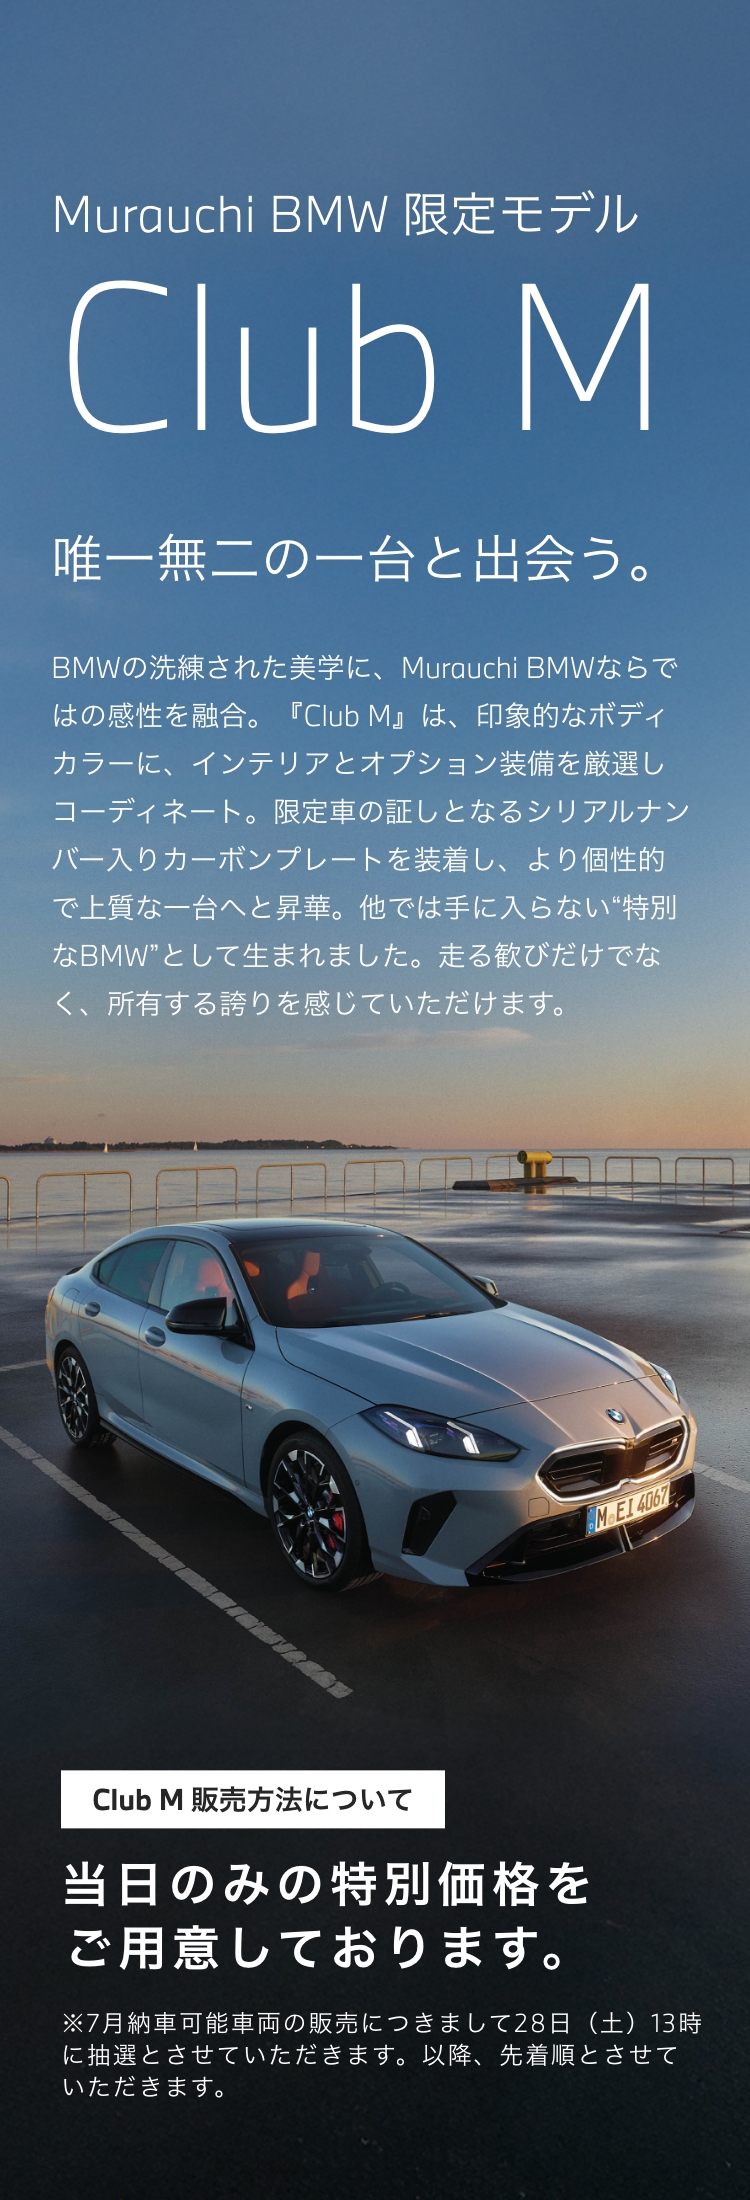 Murauchi BMW 限定モデル
Club M
唯一無二の一台と出会う。
BMWの洗練された美学に、Murauchi BMWならで
はの感性を融合。『Club M』は、印象的なボディ
カラーに、インテリアとオプション装備を厳選し
コーディネート。限定車の証しとなるシリアルナン
バー入りカーボンプレートを装着し、より個性的
で上質な一台へと昇華。他では手に入らない“特別
なBMW”として生まれました。走る歓びだけでな
く、所有する誇りを感じていただけます。
M EI 4067
Club M 販売方法について
当日のみの特別価格を
ご用意しております。
※7月納車可能車両の販売につきまして28日（土）13時
に抽選とさせていただきます。以降、先着順とさせて
いただきます。